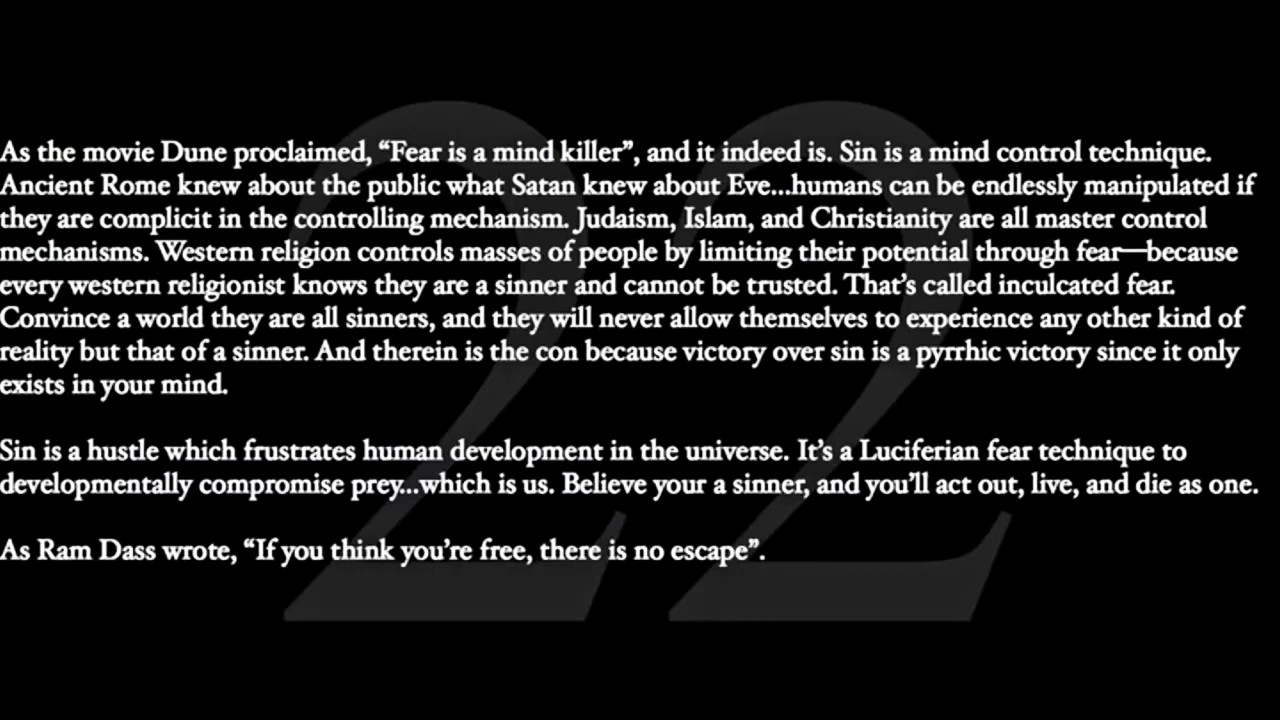 As the movie Dune proclaimed, “Fear is a mind killer”, and it indeed is. Sin is a mind control technique.
Ancient Rome knew about the public what Satan knew about Eve...humans can be endlessly manipulated if
they are complicit in the controlling mechanism. Judaism, Islam, and Christianity are all master control
mechanisms. Western religion controls masses of people by limiting their potential through fear—because
every western religionist knows they are a sinner and cannot be trusted. That’s called inculcated fear.
Convince a world they are all sinners, and they will never allow themselves to experience any other kind of
reality but that of a sinner. And therein is the con because victory over sin is a pyrrhic victory since it only
exists in your mind.
Sin is a hustle which frustrates human development in the universe. It’s a Luciferian fear technique to
developmentally compromise prey...which is us. Believe your a sinner, and you’ll act out, live, and die as one.
As Ram Dass wrote, “If you think you’re free, there is no escape”.
22